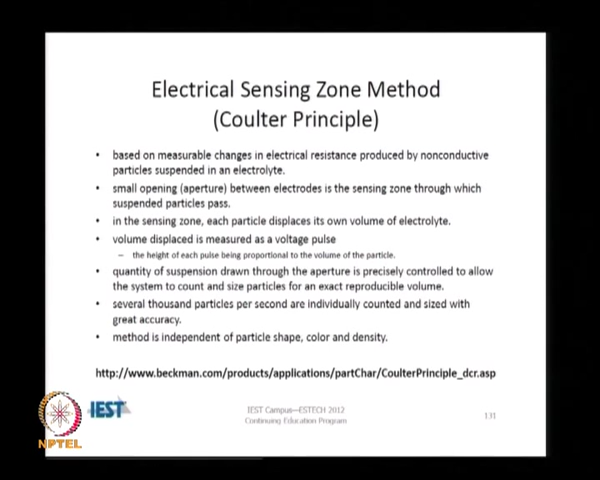 Electrical Sensing Zone Method
(Coulter Principle)
• based on measurable changes in electrical resistance produced by nonconductive
particles suspended in an electrolyte.
• small opening (aperture) between electrodes is the sensing zone through which
suspended particles pass.
• in the sensing zone, each particle displaces its own volume of electrolyte.
• volume displaced is measured as a voltage pulse
– the height of each pulse being proportional to the volume of the particle.
• quantity of suspension drawn through the aperture is precisely controlled to allow
the system to count and size particles for an exact reproducible volume.
• several thousand particles per second are individually counted and sized with
great accuracy.
• method is independent of particle shape, color and density.
http://www.beckman.com/products/applications/partChar/CoulterPrinciple_dcr.asp
IEST
IEST Campus—ESTECH 2012
Continuing Education Program
131
NPTEL